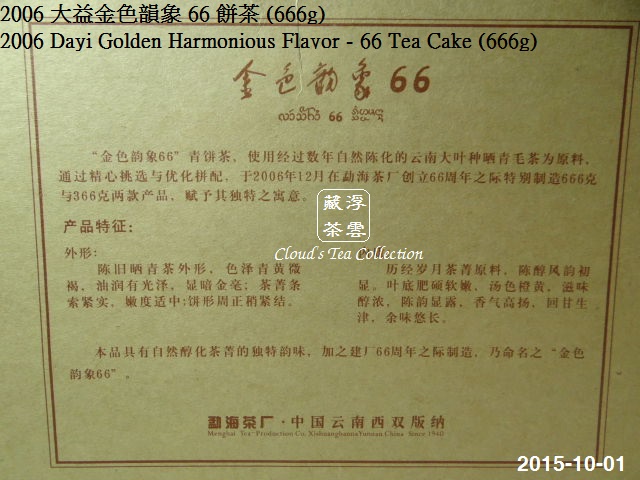 2006 大益金色韻象 66 餅茶 (666g)
2006 Dayi Golden Harmonious Flavor - 66 Tea Cake (666g)
金色韵象66
66
“金色韵象66”青饼茶，使用经过数年自然陈化的云南大叶种晒青毛茶为原料，
通过精心挑选与优化拼配，于2006年12月在勐海茶厂创立66周年之际特别制造666克
与366克两款产品，赋予其独特之寓意。
产品特征：
藏浮
茶雲
Cloud's Tea Collection
外形：
陈旧晒青茶外形，色泽青黄微
褐，油润有光泽，显暗金毫；茶菁条
索紧实，嫩度适中；饼形周正稍紧结。
历经岁月茶菁原料，陈醇风韵初
显。叶底肥硕软嫩，汤色橙黄，滋味
醇浓，陈韵显露，香气高扬，回甘生
津，余味悠长。
本品具有自然醇化茶菁的独特韵味，加之建厂66周年之际制造，乃命名之“金色
韵象66”。
勐海茶厂·中国云南西双版纳
Menghai Tea Production Co. Xishuangbanna Yunnan China Since 1940
2015-10-01